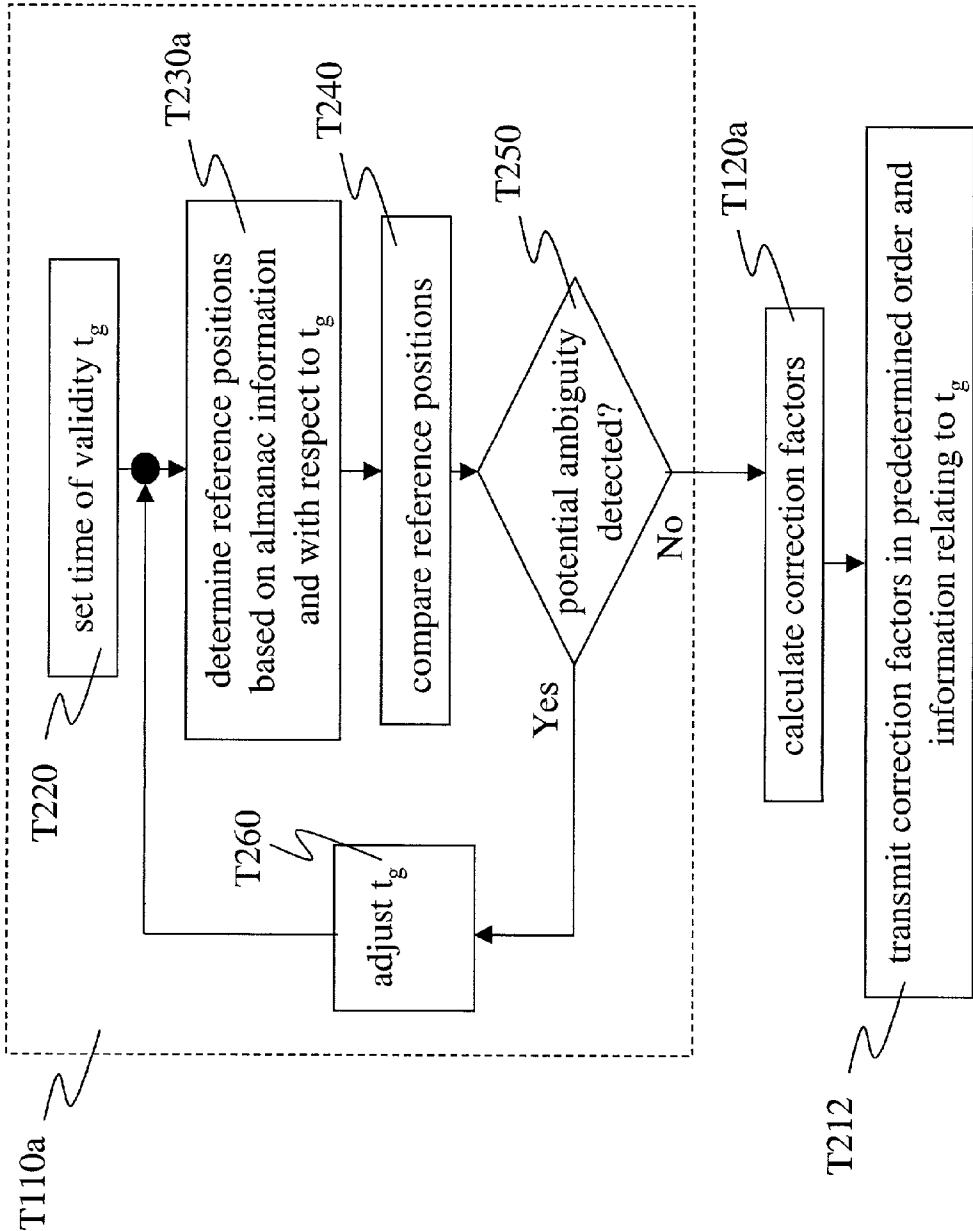 T110a
T220
set time of validity t_g
T230a
determine reference positions
based on almanac information
and with respect to t_g
T240
compare reference positions
T250
potential ambiguity
detected?
Yes
No
T260
adjust t_g
T120a
calculate correction factors
T212
transmit correction factors in predetermined order and
information relating to t_g